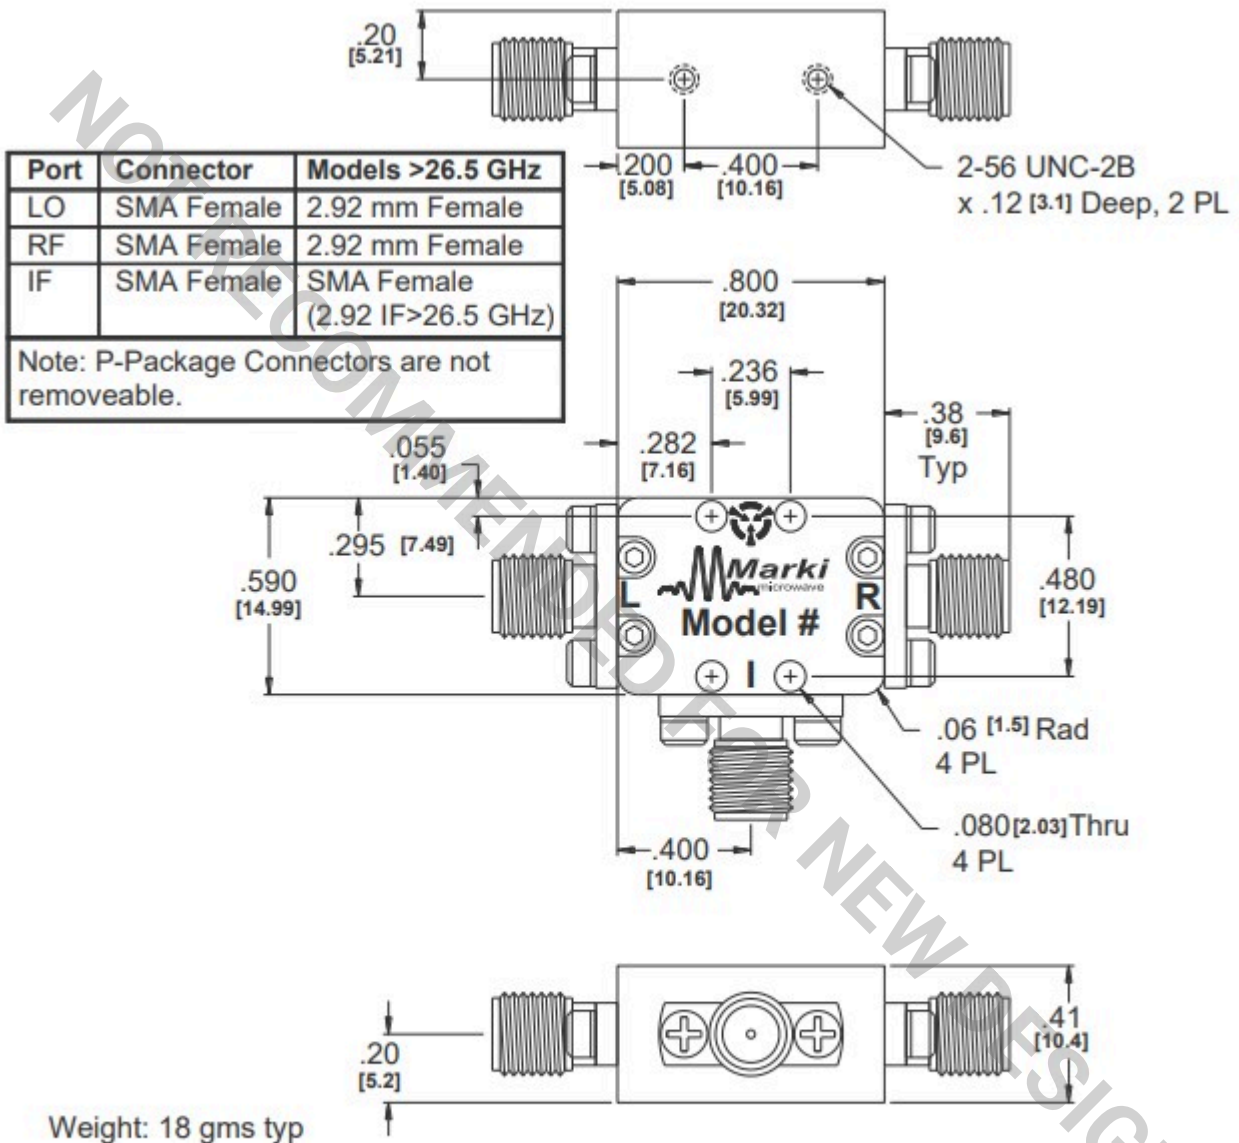 .20
[5.21]
.200
[5.08]
.400
[10.16]
2-56 UNC-2B
x .12 [3.1] Deep, 2 PL
Port Connector Models >26.5 GHz
LO SMA Female 2.92 mm Female
RF SMA Female 2.92 mm Female
IF SMA Female SMA Female
(2.92 IF>26.5 GHz)
Note: P-Package Connectors are not
removeable.
.800
[20.32]
.236
[5.99]
.38
[9.6]
Typ
.055
[1.40]
.282
[7.16]
.295 [7.49]
.590
[14.99]
Marki
microwave
L
R
Model #
I
.480
[12.19]
.06 [1.5] Rad
4 PL
.080 [2.03] Thru
4 PL
.400
[10.16]
.20
[5.2]
.41
[10.4]
Weight: 18 gms typ
NOT RECOMMENDED FOR NEW